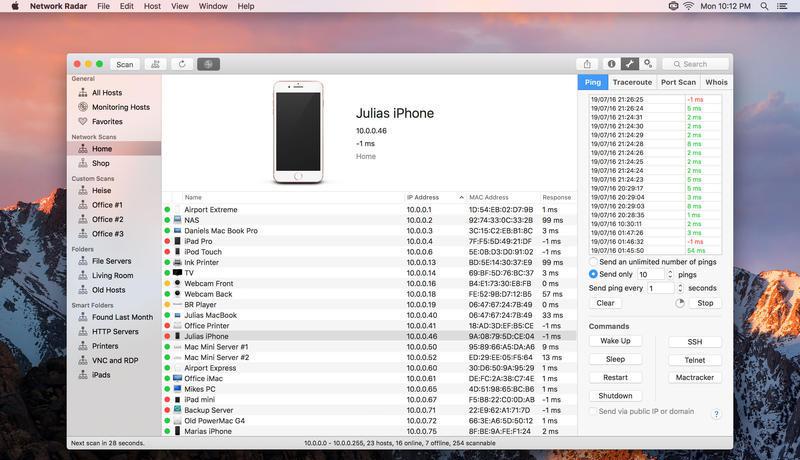 Network Radar File Edit Host View Window Help Mon 10:12 PM
Scan Search
General
All Hosts
Monitoring Hosts
Favorites
Network Scans
Home
Shop
Custom Scans
Heise
Office #1
Office #2
Office #3
Folders
File Servers
Living Room
Old Hosts
Smart Folders
Found Last Month
HTTP Servers
Printers
VNC and RDP
iPads
Julias iPhone
10.0.0.46
-1 ms
Home
Name IP Address MAC Address Response
Airport Extreme 10.0.0.1 1D:54:EB:02:D7:9B 1 ms
NAS 10.0.0.2 92:74:33:0C:33:2B 99 ms
Daniels Mac Book Pro 10.0.0.3 3C:15:C2:EB:81:8C 3 ms
iPad Pro 10.0.0.4 7F:F5:5D:49:21:DF -1 ms
iPod Touch 10.0.0.6 5E:0B:D3:D0:91:02 -1 ms
Ink Printer 10.0.0.13 BD:5E:14:30:37:E9 99 ms
TV 10.0.0.14 69:BF:5D:76:BC:37 3 ms
Webcam Front 10.0.0.16 B4:E1:73:30:E8:FB 0 ms
Webcam Back 10.0.0.18 FE:52:9B:D7:12:B5 57 ms
BR Player 10.0.0.19 06:47:67:24:7B:49 0 ms
Julias MacBook 10.0.0.40 06:47:67:24:7B:49 33 ms
Office Printer 10.0.0.41 18:AD:3D:EF:B5:CE -1 ms
Julias iPhone 10.0.0.46 9A:08:79:5D:CE:04 -1 ms
Mac Mini Server #1 10.0.0.50 95:89:66:A5:DA:A6 9 ms
Mac Mini Server #2 10.0.0.52 ED:29:EE:05:F5:64 13 ms
Airport Express 10.0.0.60 30:D6:50:9A:95:29 1 ms
Office iMac 10.0.0.61 DE:FC:2A:38:C7:4E 1 ms
Mikes PC 10.0.0.65 4D:51:98:65:BC:B6 1 ms
iPad mini 10.0.0.67 F5:B8:22:C0:0D:AB -1 ms
Backup Server 10.0.0.71 22:E9:62:A1:71:7D -1 ms
Old PowerMac G4 10.0.0.72 66:3E:A6:5D:50:12 1 ms
Marias iPhone 10.0.0.75 8F:BE:9A:FE:F1:24 2 ms
Ping Traceroute Port Scan Whois
19/07/16 21:26:25 -1 ms
19/07/16 21:26:24 5 ms
19/07/16 21:24:31 2 ms
19/07/16 21:24:30 2 ms
19/07/16 21:24:29 2 ms
19/07/16 21:24:28 8 ms
19/07/16 21:24:26 2 ms
19/07/16 21:24:25 2 ms
19/07/16 21:24:24 2 ms
19/07/16 21:24:23 5 ms
19/07/16 20:29:17 5 ms
19/07/16 20:29:04 3 ms
19/07/16 20:29:03 8 ms
19/07/16 20:28:35 1 ms
19/07/16 10:30:11 2 ms
19/07/16 01:47:26 3 ms
19/07/16 01:46:32 -1 ms
19/07/16 01:45:50 54 ms
Send an unlimited number of pings
Send only 10 pings
Send ping every 1 seconds
Clear Stop
Commands
Wake Up SSH
Sleep Telnet
Restart Mactracker
Shutdown
Send via public IP or domain ?
Next scan in 28 seconds. 10.0.0.0 - 10.0.0.255, 23 hosts, 16 online, 7 offline, 254 scannable